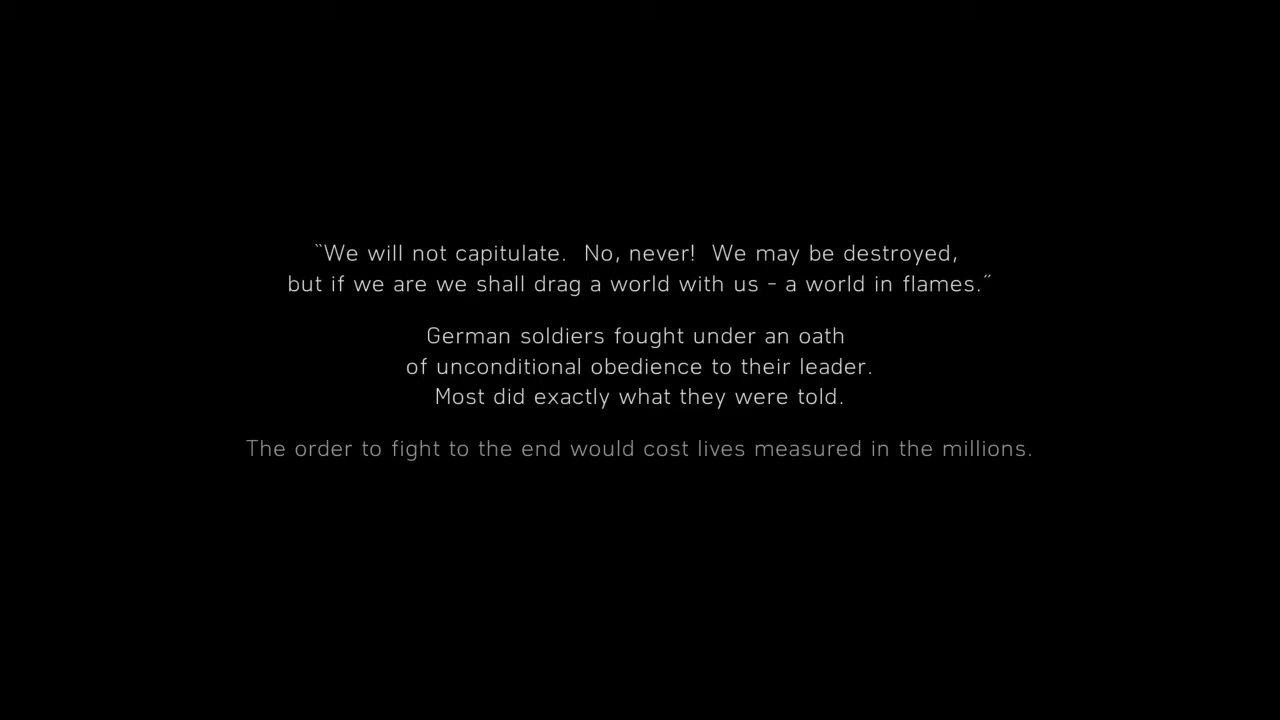 “We will not capitulate.  No, never!  We may be destroyed,
but if we are we shall drag a world with us - a world in flames.”
German soldiers fought under an oath
of unconditional obedience to their leader.
Most did exactly what they were told.
The order to fight to the end would cost lives measured in the millions.